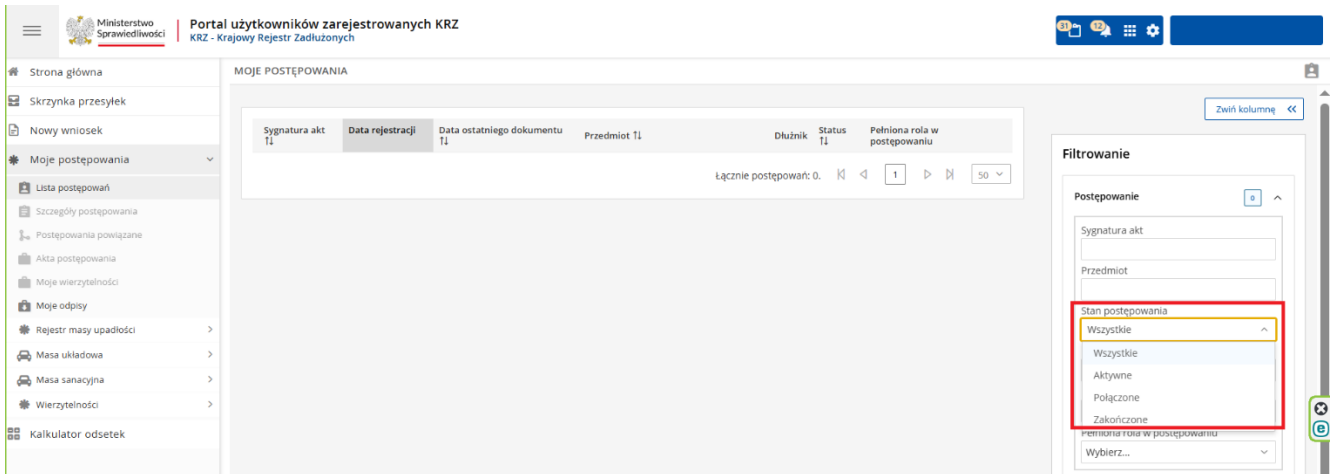 Ministerstwo
Sprawiedliwości
Portal użytkowników zarejestrowanych KRZ
KRZ - Krajowy Rejestr Zadłużonych
31
12
Strona główna
Skrzynka przesyłek
Nowy wniosek
Moje postępowania
Lista postępowań
Szczegóły postępowania
Postępowania powiązane
Akta postępowania
Moje wierzytelności
Moje odpisy
Rejestr masy upadłości
Masa układowa
Masa sanacyjna
Wierzytelności
Kalkulator odsetek
MOJE POSTĘPOWANIA
Sygnatura akt
Data rejestracji
Data ostatniego dokumentu
Przedmiot
Dłużnik
Status
Pełniona rola w
postępowaniu
Łącznie postępowań: 0.
1
50
Zwiń kolumnę
Filtrowanie
Postępowanie
0
Sygnatura akt
Przedmiot
Stan postępowania
Wszystkie
Wszystkie
Aktywne
Połączone
Zakończone
Pełniona rola w postępowaniu
Wybierz...
e